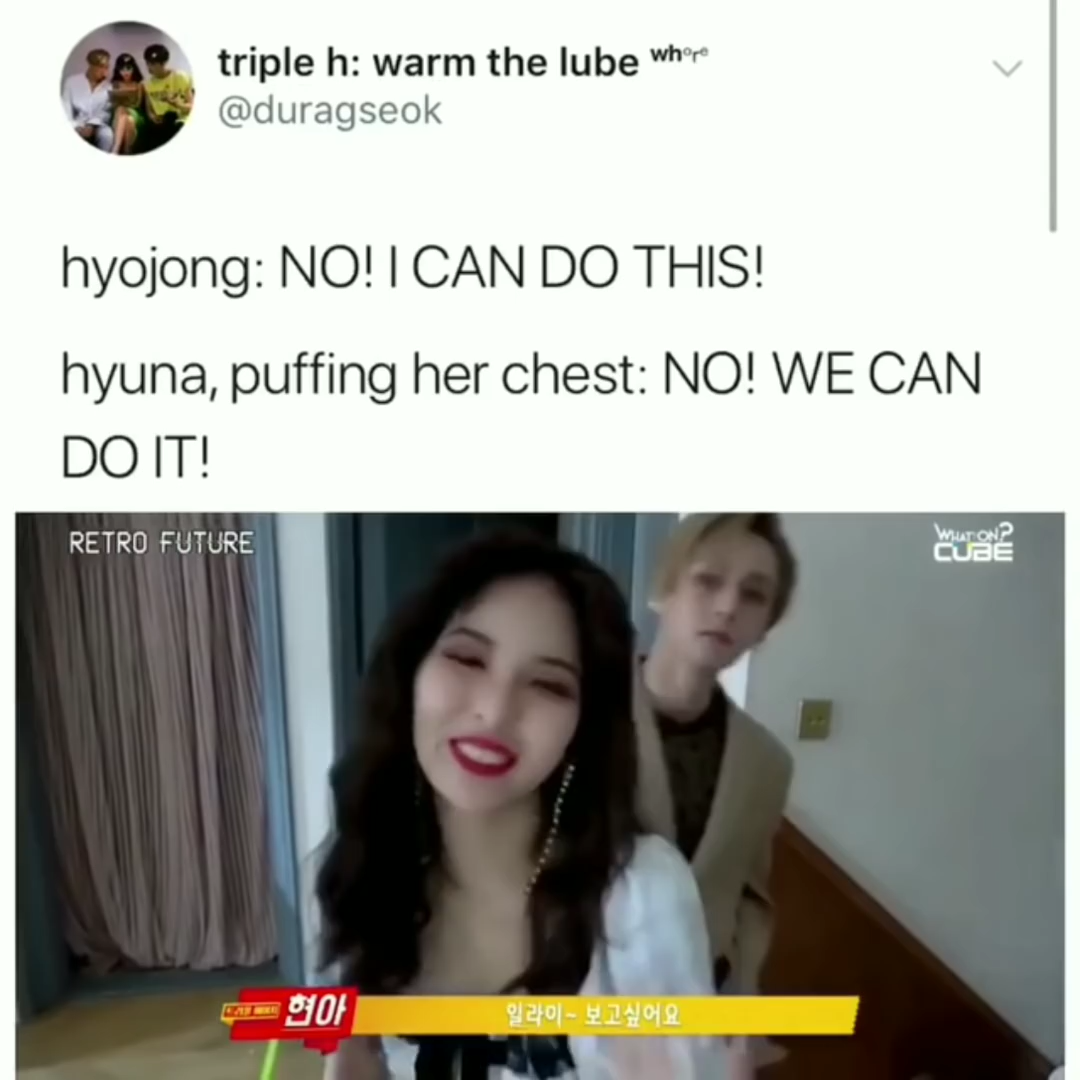 triple h: warm the lube ʷʰᵒʳᵉ
@duragseok
hyojong: NO! I CAN DO THIS!
hyuna, puffing her chest: NO! WE CAN
DO IT!
RETRO FUTURE
WHAT ON?
CUBE
현아
일라이~ 보고싶어요